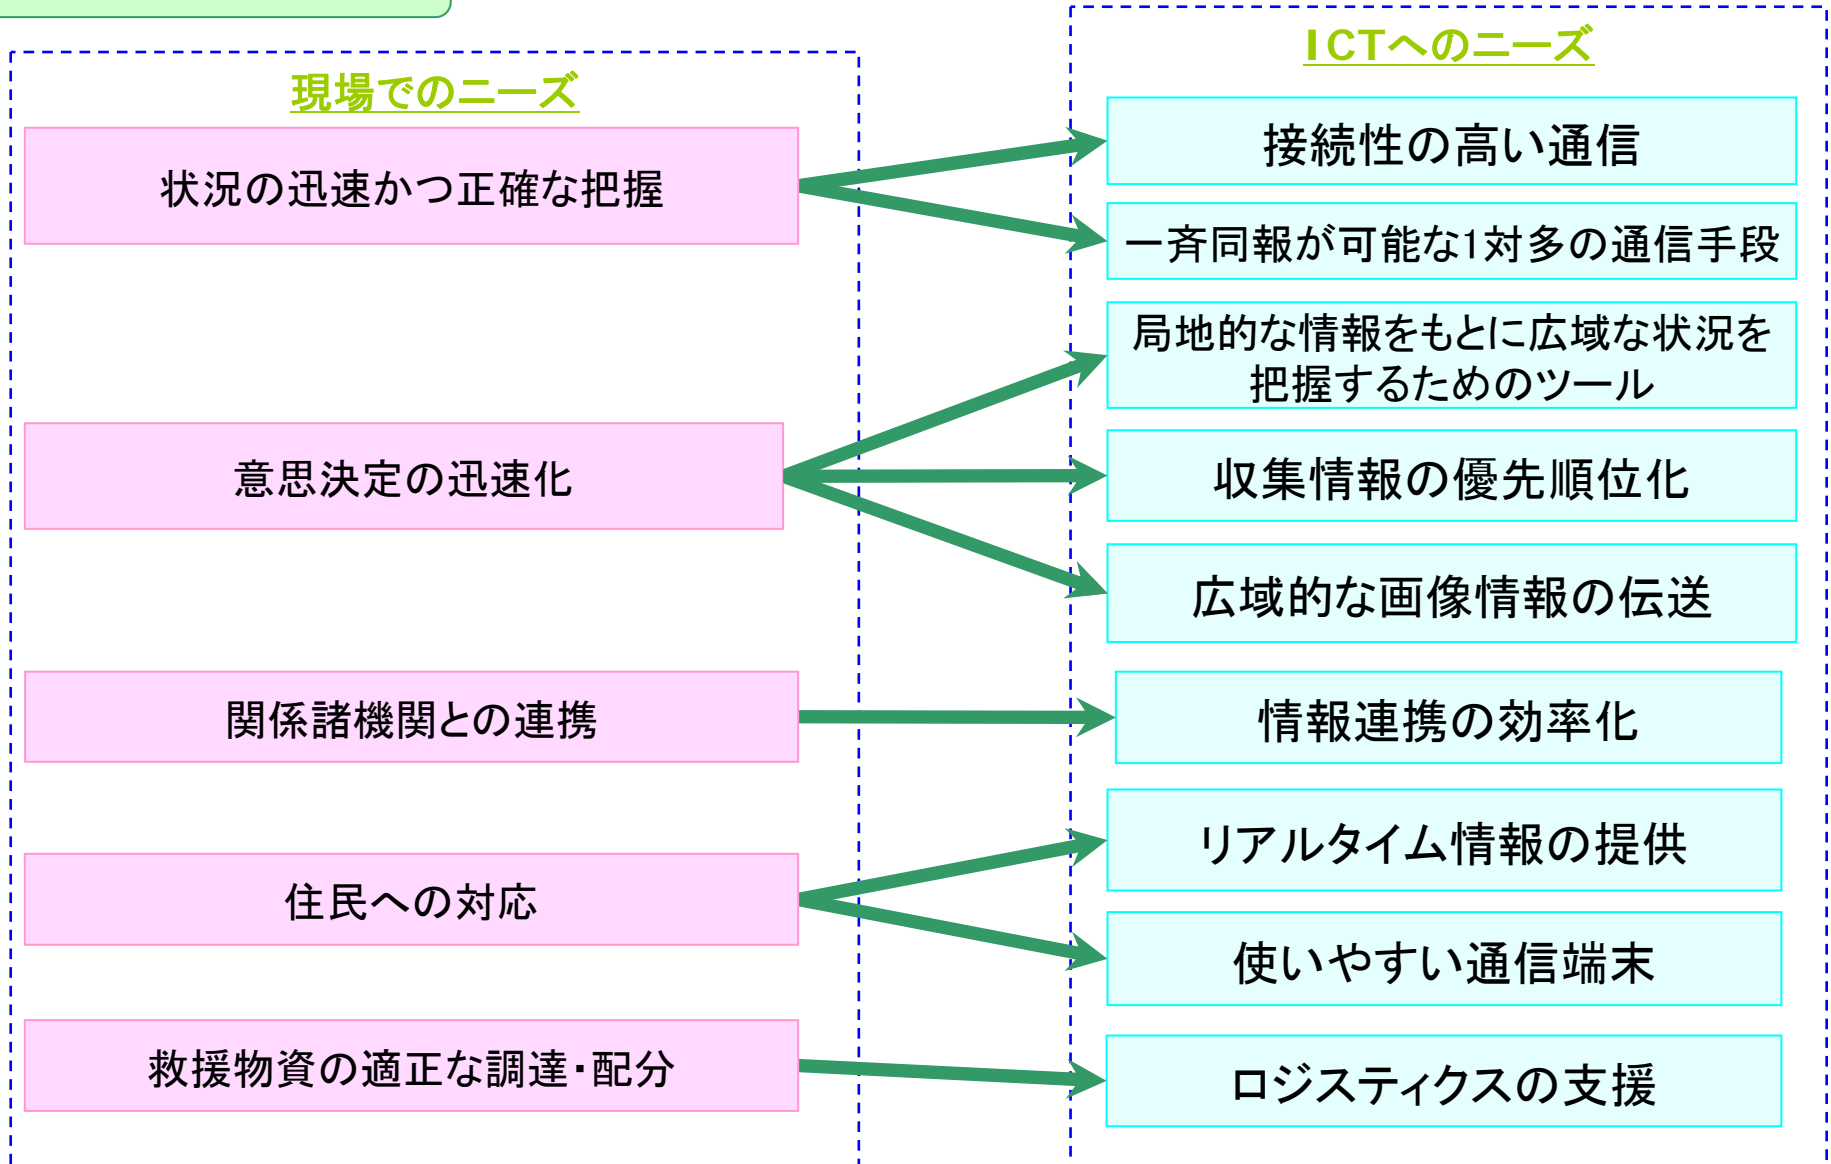 現場でのニーズ
状況の迅速かつ正確な把握
意思決定の迅速化
関係諸機関との連携
住民への対応
救援物資の適正な調達・配分
ICTへのニーズ
接続性の高い通信
一斉同報が可能な1対多の通信手段
局地的な情報をもとに広域な状況を
把握するためのツール
収集情報の優先順位化
広域的な画像情報の伝送
情報連携の効率化
リアルタイム情報の提供
使いやすい通信端末
ロジスティクスの支援